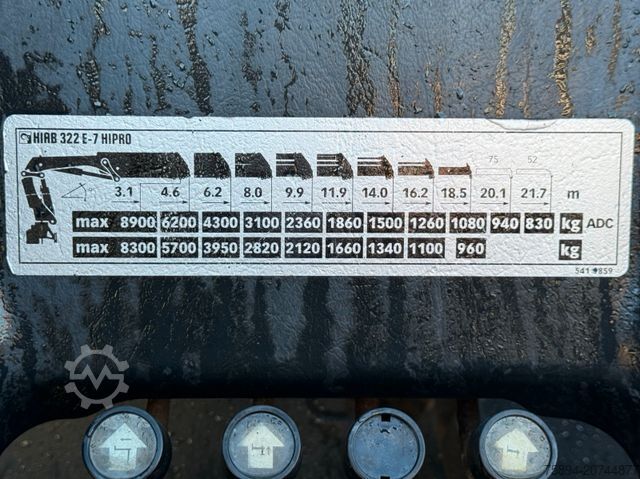 HIAB 322 E-7 HIPRO
75 52
3.1 4.6 6.2 8.0 9.9 11.9 14.0 16.2 18.5 20.1 21.7 m
max 8900 6200 4300 3100 2360 1860 1500 1260 1080 940 830 kg ADC
max 8300 5700 3950 2820 2120 1660 1340 1100 960 kg